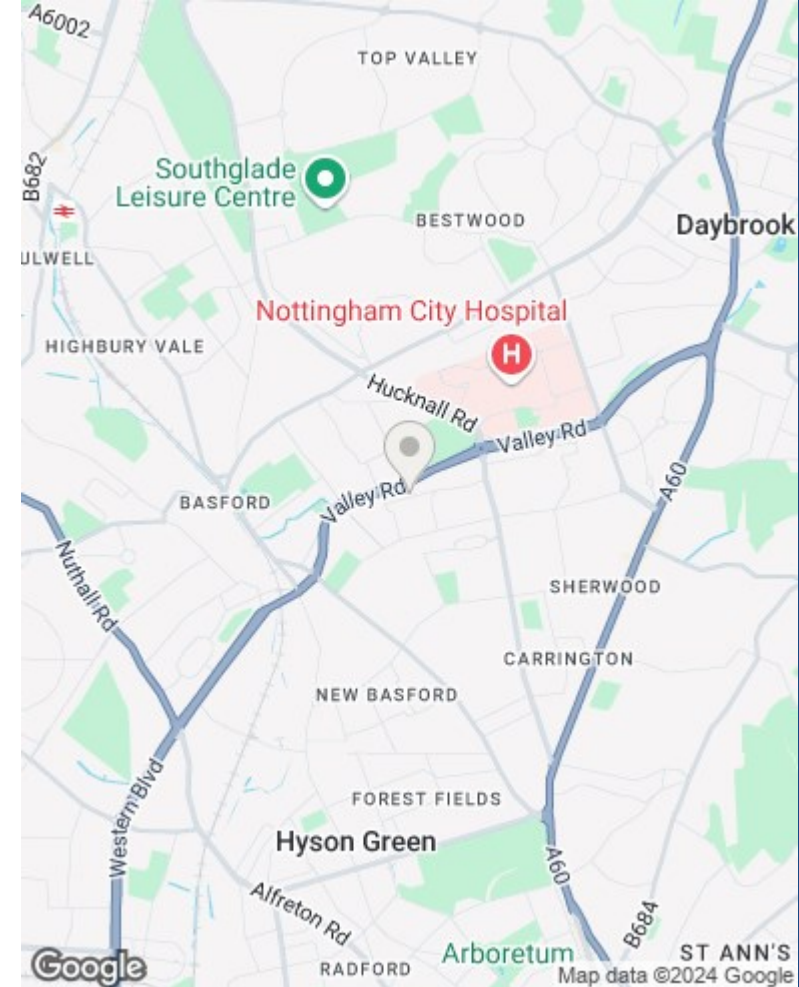 A6002
TOP VALLEY
B682
Southglade
Leisure Centre
BESTWOOD
Daybrook
ULWELL
Nottingham City Hospital
H
HIGHBURY VALE
Hucknall Rd
Valley Rd
Valley Rd
A60
BASFORD
Nuthall Rd
SHERWOOD
CARRINGTON
NEW BASFORD
Western Blvd
FOREST FIELDS
Hyson Green
A60
Alfreton Rd
B684
Arboretum
ST ANN'S
Google
RADFORD
Map data ©2024 Google